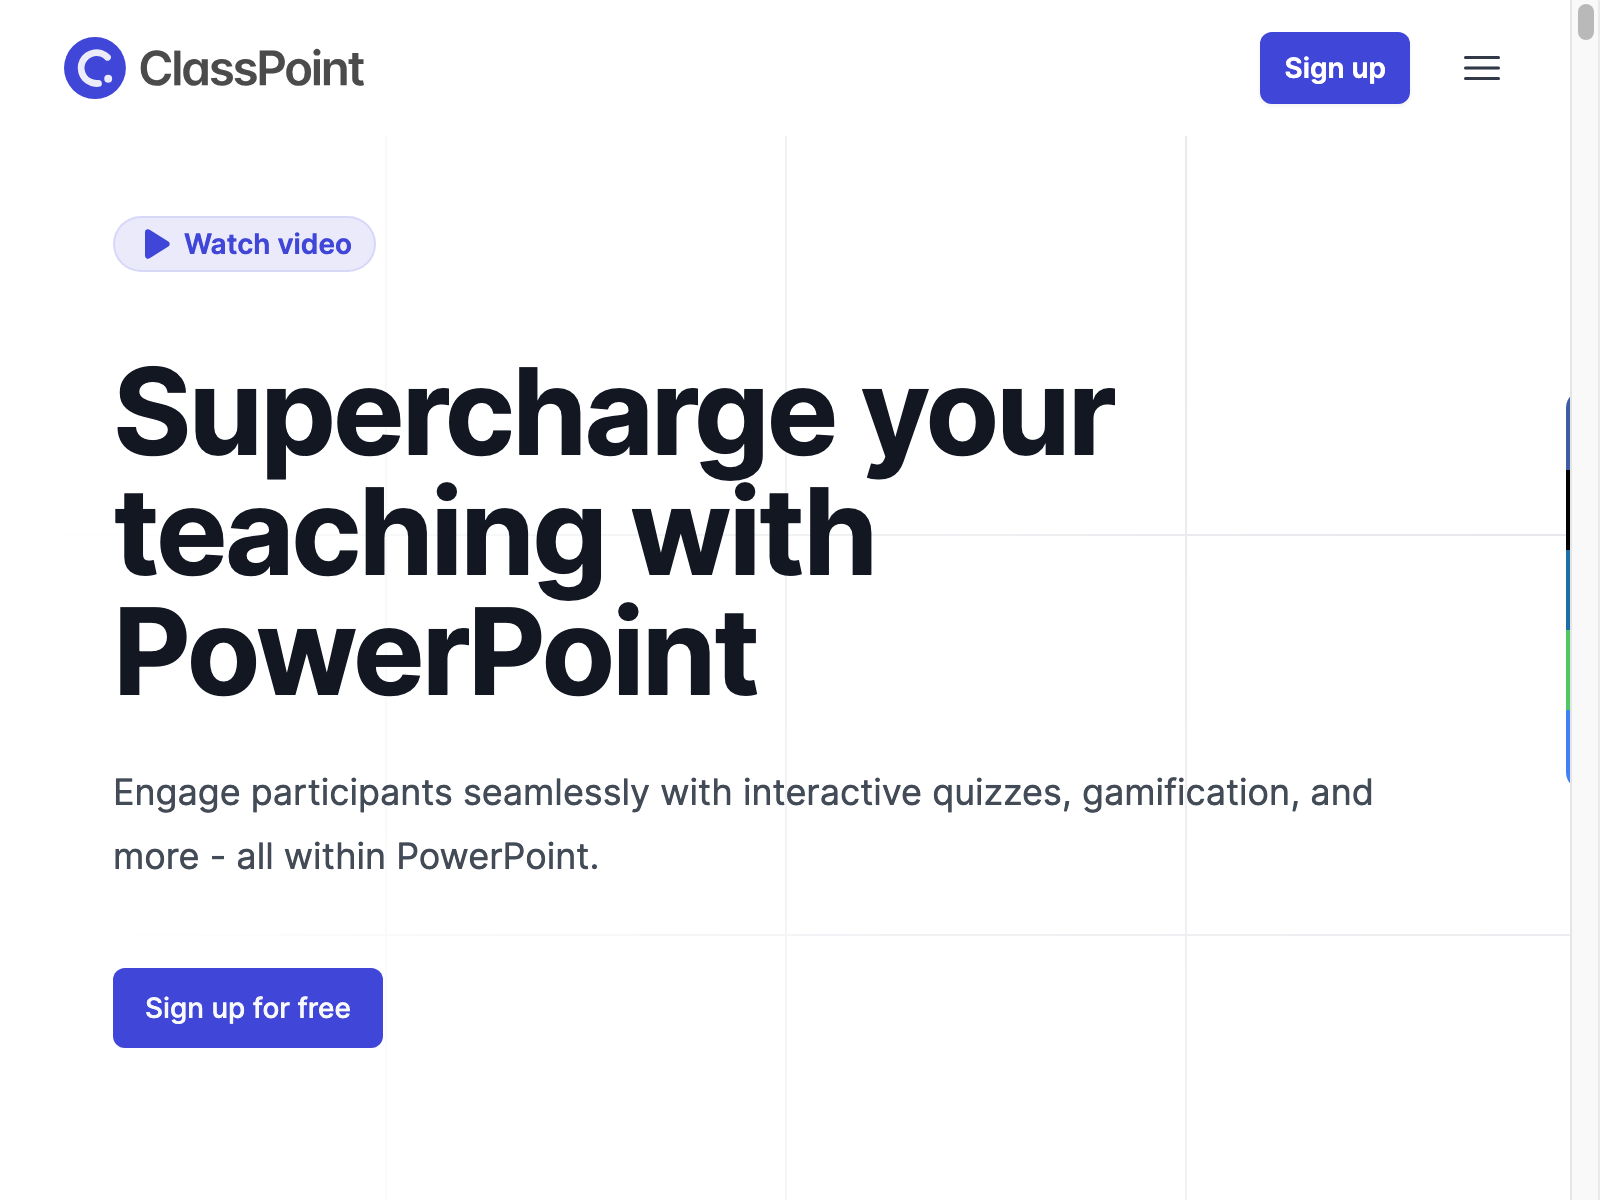 ClassPoint
Sign up
Watch video
Supercharge your
teaching with
PowerPoint
Engage participants seamlessly with interactive quizzes, gamification, and
more - all within PowerPoint.
Sign up for free